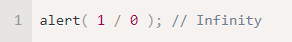 1 alert( 1 / 0 ); // Infinity